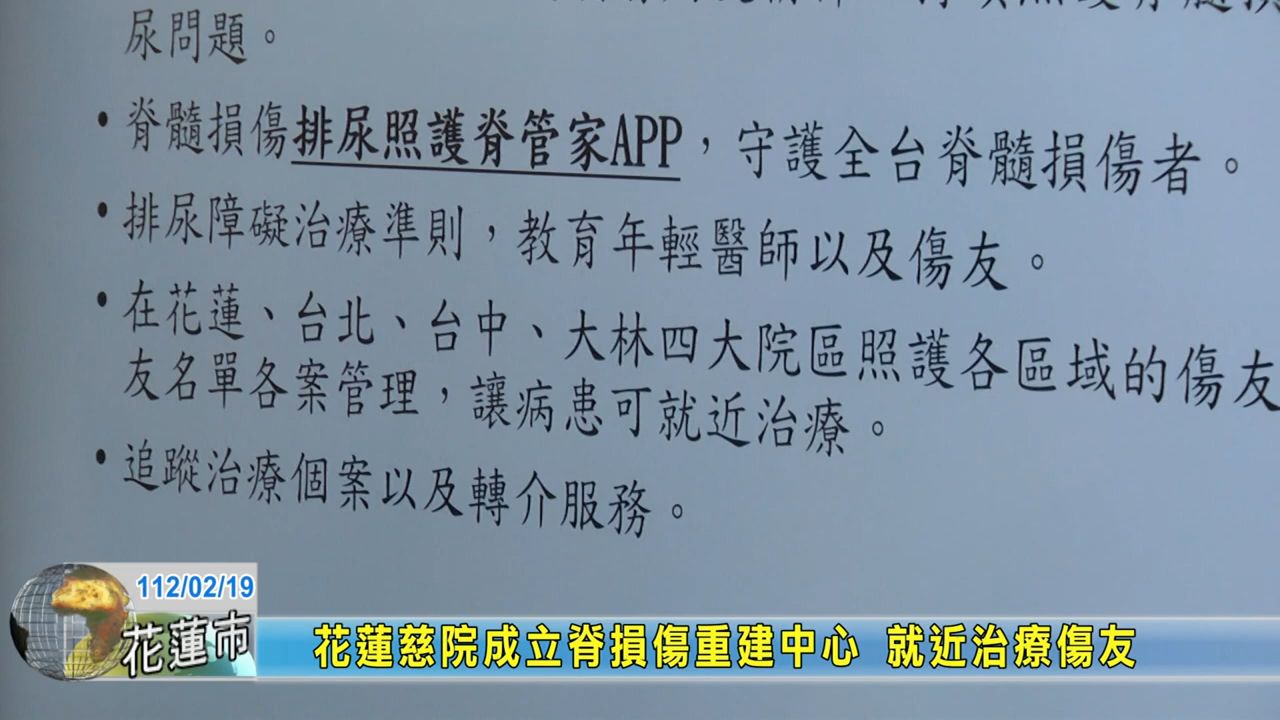 尿問題。
• 脊髓損傷排尿照護脊管家APP，守護全台脊髓損傷者。
• 排尿障礙治療準則，教育年輕醫師以及傷友。
• 在花蓮、台北、台中、大林四大院區照護各區域的傷友
友名單各案管理，讓病患可就近治療。
• 追蹤治療個案以及轉介服務。
112/02/19
花蓮市
花蓮慈院成立脊損傷重建中心 就近治療傷友